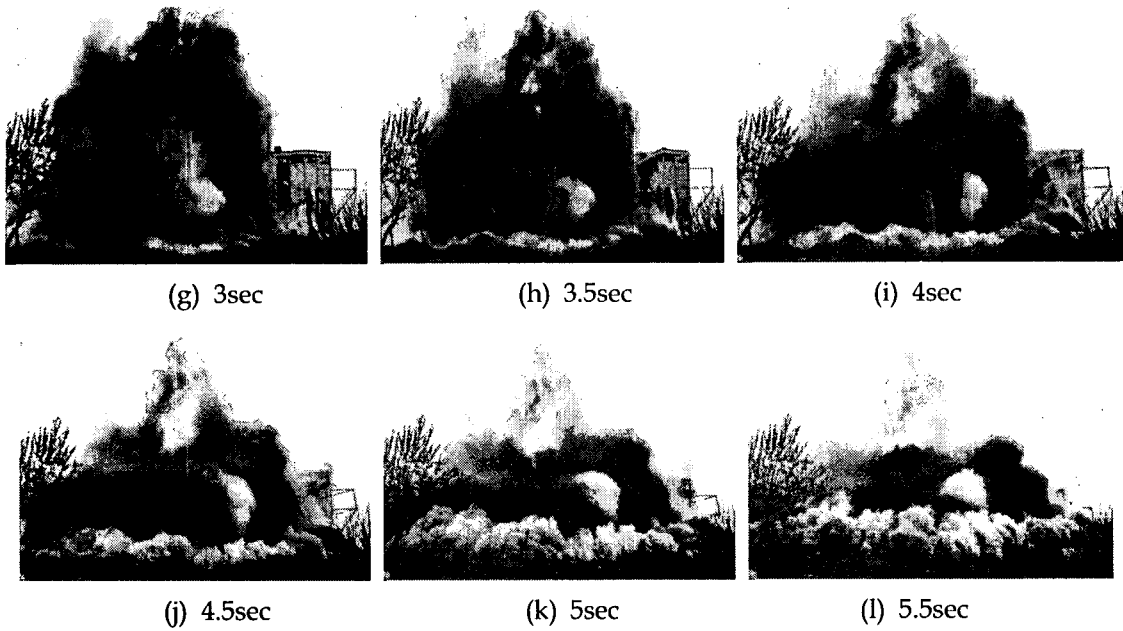 (g) 3sec
(h) 3.5sec
(i) 4sec
(j) 4.5sec
(k) 5sec
(l) 5.5sec